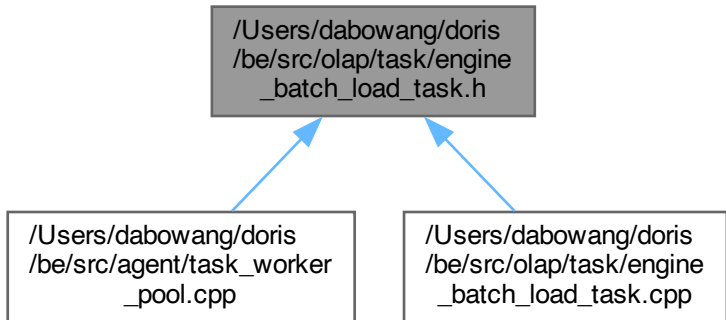 /Users/dabowang/doris
/be/src/olap/task/engine
_batch_load_task.h
/Users/dabowang/doris
/be/src/agent/task_worker
_pool.cpp
/Users/dabowang/doris
/be/src/olap/task/engine
_batch_load_task.cpp